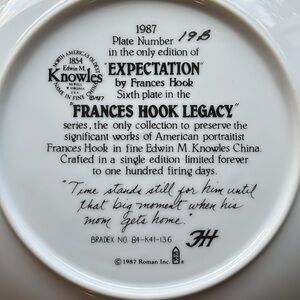 1987
Plate Number 19B
in the only edition of
"EXPECTATION"
by Frances Hook
Sixth plate in the
"FRANCES HOOK LEGACY"
series, the only collection to preserve the
significant works of American portraitist
Frances Hook in fine Edwin M. Knowles China.
Crafted in a single edition limited forever
to one hundred firing days.
"Time stands still for him until
that big moment when his
mom gets home."
BRADEX NO. 84-K41-13.6
FH
© 1987 Roman Inc.
NORTH AMERICA'S OLDEST
1854
Edwin M.
Knowles
NAME IN FINE CHINA